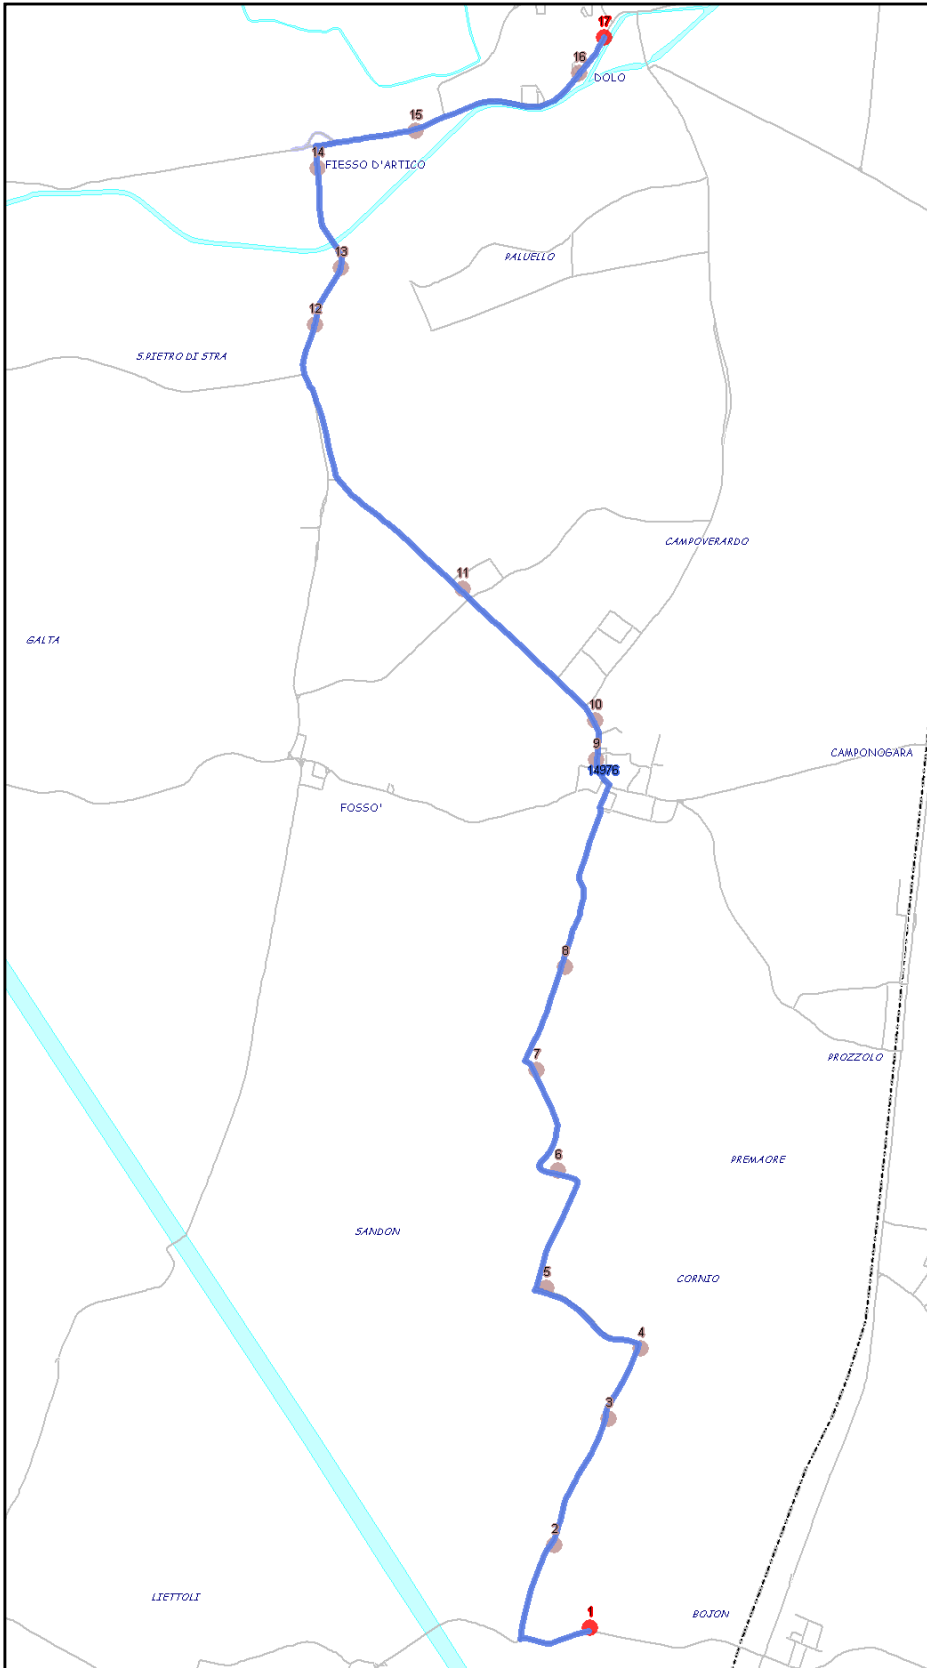 17
16
DOLO
15
14
FIESSO D'ARTICO
PALUELLO
13
12
S.PIETRO DI STRA
CAMPOVERARDO
11
GALTA
10
9
CAMPONOGARA
14976
FOSSO'
8
PROZZOLO
7
PREMAORE
6
SANDON
CORNIO
5
4
3
2
LIETTOLI
1
BOJON